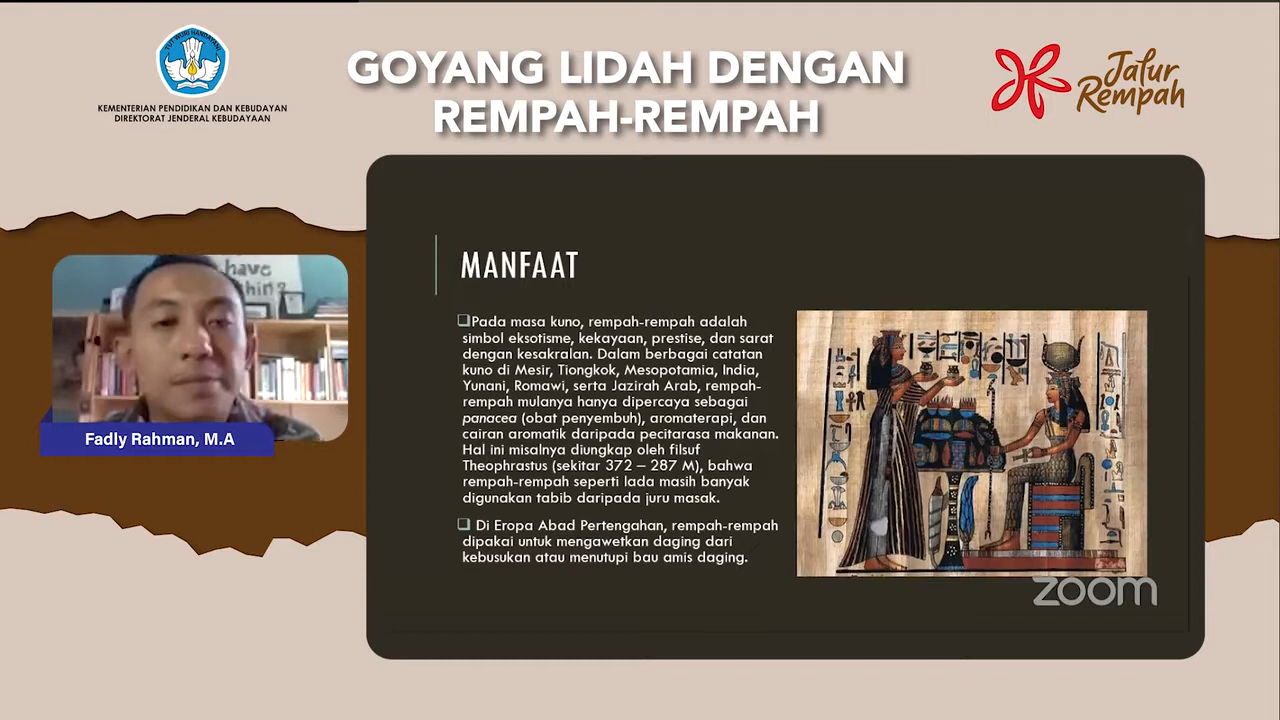 TUT WURI HANDAYANI
KEMENTERIAN PENDIDIKAN DAN KEBUDAYAN
DIREKTORAT JENDERAL KEBUDAYAAN
GOYANG LIDAH DENGAN
REMPAH-REMPAH
Jalur
Rempah
have
Fadly Rahman, M.A
MANFAAT
❑Pada masa kuno, rempah-rempah adalah
simbol eksotisme, kekayaan, prestise, dan sarat
dengan kesakralan. Dalam berbagai catatan
kuno di Mesir, Tiongkok, Mesopotamia, India,
Yunani, Romawi, serta Jazirah Arab, rempah-
rempah mulanya hanya dipercaya sebagai
panacea (obat penyembuh), aromaterapi, dan
cairan aromatik daripada pecitarasa makanan.
Hal ini misalnya diungkap oleh filsuf
Theophrastus (sekitar 372 – 287 M), bahwa
rempah-rempah seperti lada masih banyak
digunakan tabib daripada juru masak.
❑ Di Eropa Abad Pertengahan, rempah-rempah
dipakai untuk mengawetkan daging dari
kebusukan atau menutupi bau amis daging.
zoom